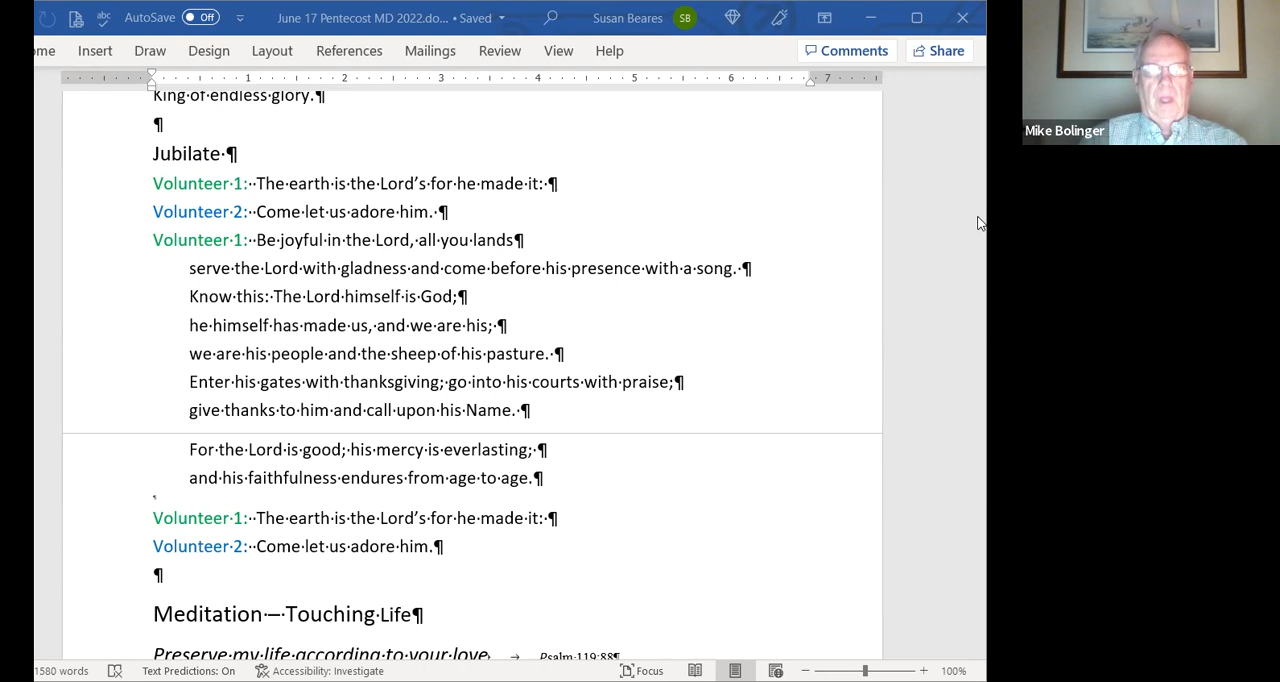 AutoSave Off June 17 Pentecost MD 2022.do... • Saved Susan Beares SB
ome Insert Draw Design Layout References Mailings Review View Help Comments Share
1 2 3 4 5 6 7
King of endless glory.¶
¶
Jubilate ¶
Volunteer 1: The earth is the Lord’s for he made it: ¶
Volunteer 2: Come let us adore him. ¶
Volunteer 1: Be joyful in the Lord, all you lands¶
serve the Lord with gladness and come before his presence with a song. ¶
Know this: The Lord himself is God;¶
he himself has made us, and we are his; ¶
we are his people and the sheep of his pasture. ¶
Enter his gates with thanksgiving; go into his courts with praise;¶
give thanks to him and call upon his Name. ¶
For the Lord is good; his mercy is everlasting; ¶
and his faithfulness endures from age to age.¶
¶
Volunteer 1: The earth is the Lord’s for he made it: ¶
Volunteer 2: Come let us adore him.¶
¶
Meditation – Touching Life¶
Preserve my life according to your love, → Psalm 119:88¶
1580 words Text Predictions: On Accessibility: Investigate Focus 100%
Mike Bolinger